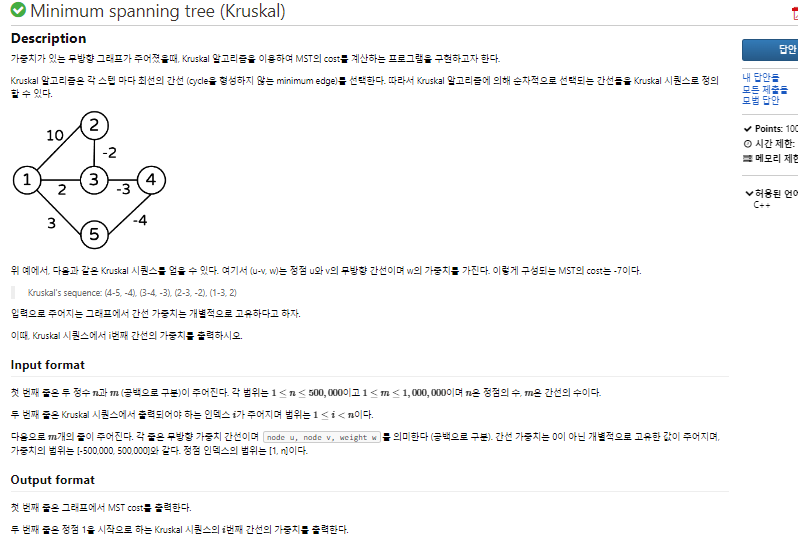 Minimum spanning tree (Kruskal)
Description
가중치가 있는 무방향 그래프가 주어졌을때, Kruskal 알고리즘을 이용하여 MST의 cost를 계산하는 프로그램을 구현하고자 한다.
Kruskal 알고리즘은 각 스텝 마다 최선의 간선 (cycle을 형성하지 않는 minimum edge)를 선택한다. 따라서 Kruskal 알고리즘에 의해 순차적으로 선택되는 간선들을 Kruskal 시퀀스로 정의
할 수 있다.
10
2
-2
1
2
3
-3
4
3
-4
5
위 예에서, 다음과 같은 Kruskal 시퀀스를 얻을 수 있다. 여기서 (u-v, w)는 정점 u와 v의 무방향 간선이며 w의 가중치를 가진다. 이렇게 구성되는 MST의 cost는 -7이다.
Kruskal's sequence: (4-5, -4), (3-4, -3), (2-3, -2), (1-3, 2)
입력으로 주어지는 그래프에서 간선 가중치는 개별적으로 고유하다고 하자.
이때, Kruskal 시퀀스에서 i번째 간선의 가중치를 출력하시오.
Input format
첫 번째 줄은 두 정수 n과 m (공백으로 구분)이 주어진다. 각 범위는 1 ≤ n ≤ 500,000이고 1 ≤ m ≤ 1,000,000이며 n은 정점의 수, m은 간선의 수이다.
두 번째 줄은 Kruskal 시퀀스에서 출력되어야 하는 인덱스 i가 주어지며 범위는 1 ≤ i < n이다.
다음으로 m개의 줄이 주어진다. 각 줄은 무방향 가중치 간선이며 node u, node v, weight w 를 의미한다 (공백으로 구분). 간선 가중치는 0이 아닌 개별적으로 고유한 값이 주어지며,
가중치의 범위는 [-500,000, 500,000]와 같다. 정점 인덱스의 범위는 [1, n]이다.
Output format
첫 번째 줄은 그래프에서 MST cost를 출력한다.
두 번째 줄은 정점 1을 시작으로 하는 Kruskal 시퀀스의 i번째 간선의 가중치를 출력한다.
답안
내 답안들
모든 제출들
모범 답안
Points: 100
시간 제한:
메모리 제한
허용된 언어
C++